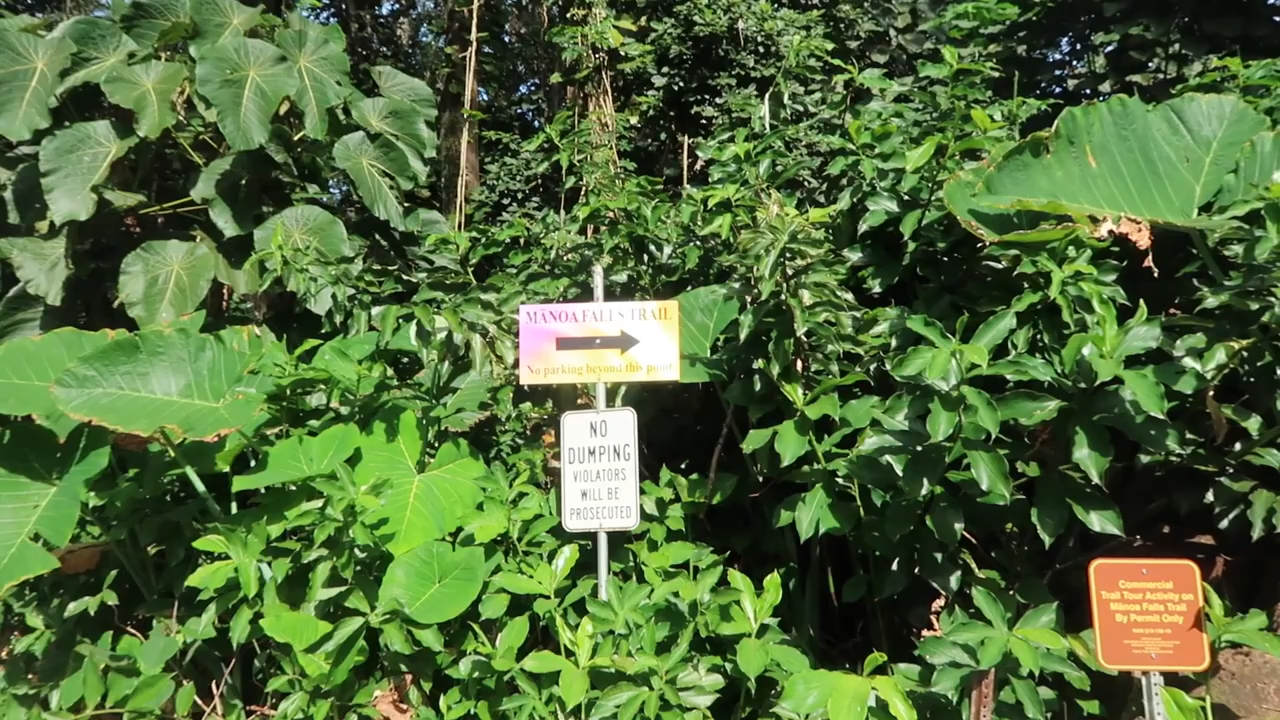 MĀNOA FALLS TRAIL
No parking beyond this point
NO
DUMPING
VIOLATORS
WILL BE
PROSECUTED
Commercial
Trail Tour Activity on
Mānoa Falls Trail
By Permit Only